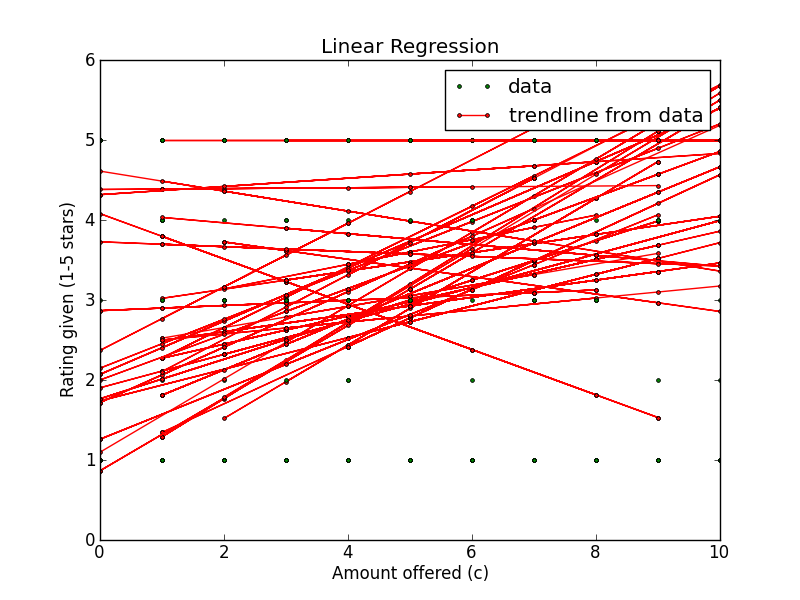 Linear Regression
data
trendline from data
6
5
4
3
2
1
0
Rating given (1-5 stars)
0 2 4 6 8 10
Amount offered (c)